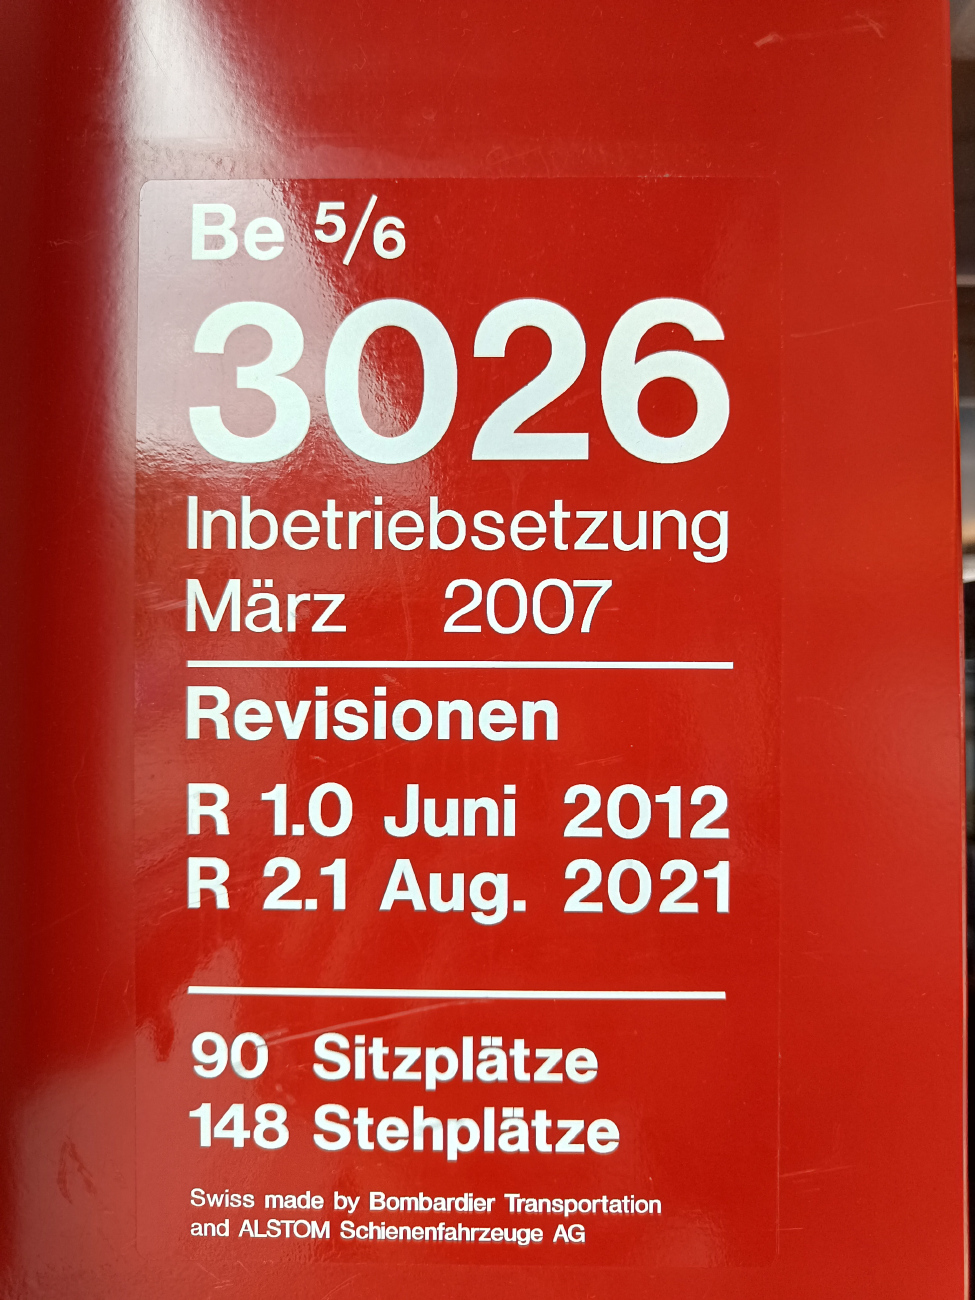 Be 5/6
3026
Inbetriebsetzung
März 2007
Revisionen
R 1.0 Juni 2012
R 2.1 Aug. 2021
90 Sitzplätze
148 Stehplätze
Swiss made by Bombardier Transportation
and ALSTOM Schienenfahrzeuge AG